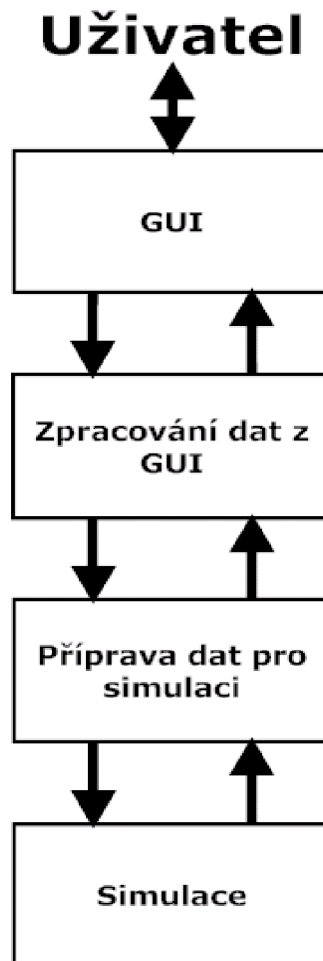 Uživatel
GUI
Zpracování dat z
GUI
Příprava dat pro
simulaci
Simulace